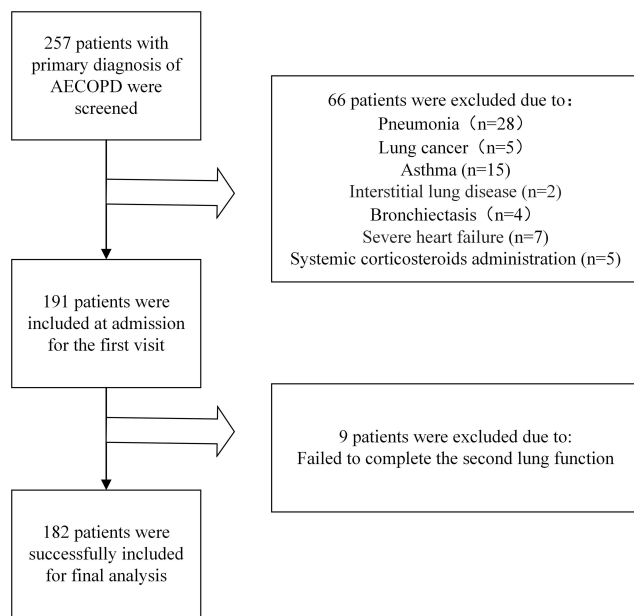 257 patients with
primary diagnosis of
AECOPD were
screened
66 patients were excluded due to：
Pneumonia（n=28）
Lung cancer（n=5）
Asthma (n=15)
Interstitial lung disease (n=2)
Bronchiectasis（n=4）
Severe heart failure (n=7)
Systemic corticosteroids administration (n=5)
191 patients were
included at admission
for the first visit
9 patients were excluded due to:
Failed to complete the second lung function
182 patients were
successfully included
for final analysis